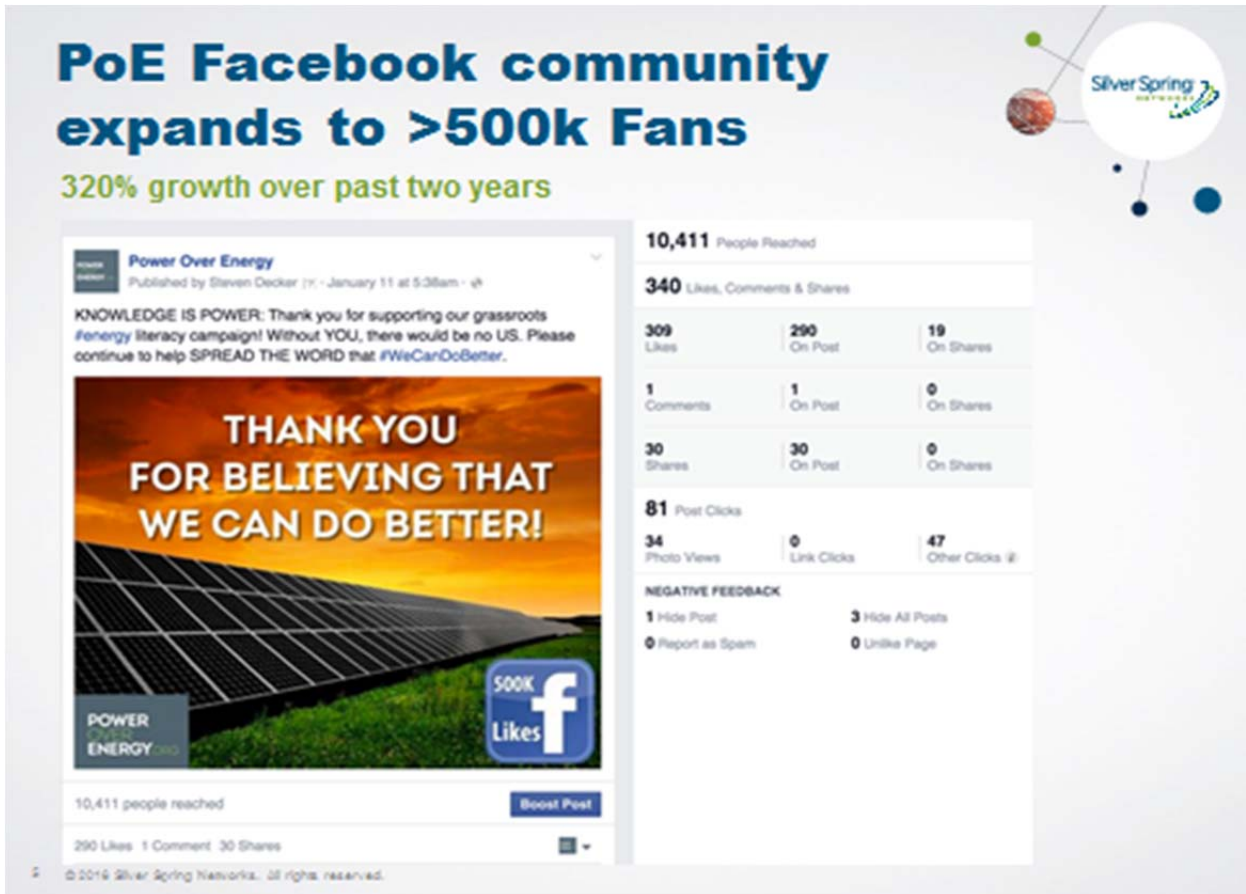 PoE Facebook community
expands to >500k Fans
320% growth over past two years
Silver Spring
NETWORKS
Power Over Energy
Published by Steven Decker · January 11 at 5:38am ·
KNOWLEDGE IS POWER: Thank you for supporting our grassroots
#energy literacy campaign! Without YOU, there would be no US. Please
continue to help SPREAD THE WORD that #WeCanDoBetter.
THANK YOU
FOR BELIEVING THAT
WE CAN DO BETTER!
500K
Likes
POWER
OVER
ENERGY.ORG
10,411 people reached
Boost Post
290 Likes 1 Comment 30 Shares
10,411 People Reached
340 Likes, Comments & Shares
309 290 19
Likes On Post On Shares
1 1 0
Comments On Post On Shares
30 30 0
Shares On Post On Shares
81 Post Clicks
34 0 47
Photo Views Link Clicks Other Clicks
NEGATIVE FEEDBACK
1 Hide Post 3 Hide All Posts
0 Report as Spam 0 Unlike Page
© 2016 Silver Spring Networks. All rights reserved.